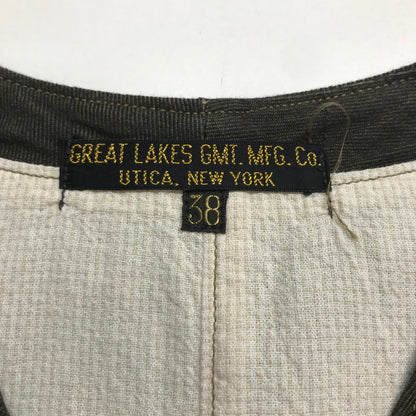 GREAT LAKES GMT. MFG. Co.
UTICA, NEW YORK
38